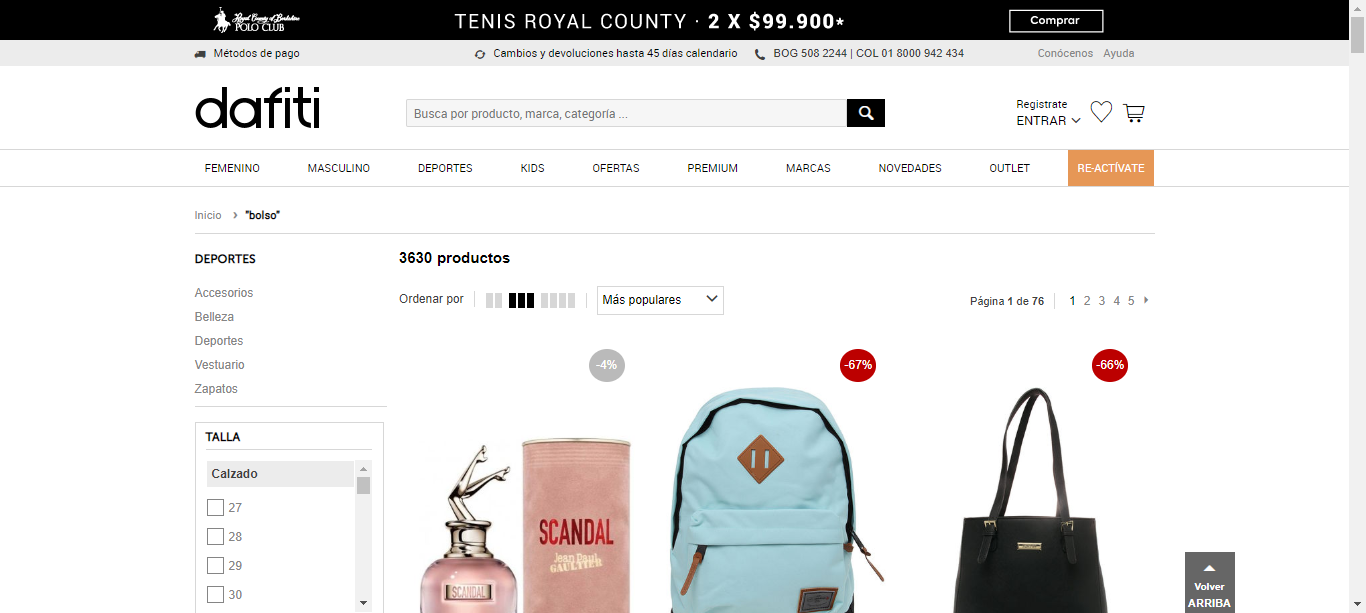 Royal County of Berkshire
POLO CLUB
TENIS ROYAL COUNTY · 2 X $99.900*
Comprar
Métodos de pago
Cambios y devoluciones hasta 45 días calendario
BOG 508 2244 | COL 01 8000 942 434
Conócenos
Ayuda
dafiti
Busca por producto, marca, categoría ...
Registrate
ENTRAR
FEMENINO
MASCULINO
DEPORTES
KIDS
OFERTAS
PREMIUM
MARCAS
NOVEDADES
OUTLET
RE-ACTÍVATE
Inicio > "bolso"
DEPORTES
Accesorios
Belleza
Deportes
Vestuario
Zapatos
TALLA
Calzado
27
28
29
30
3630 productos
Ordenar por
Más populares
Página 1 de 76
1 2 3 4 5
-4%
-67%
-66%
SCANDAL
Jean Paul
GAULTIER
SCANDAL
Volver
ARRIBA